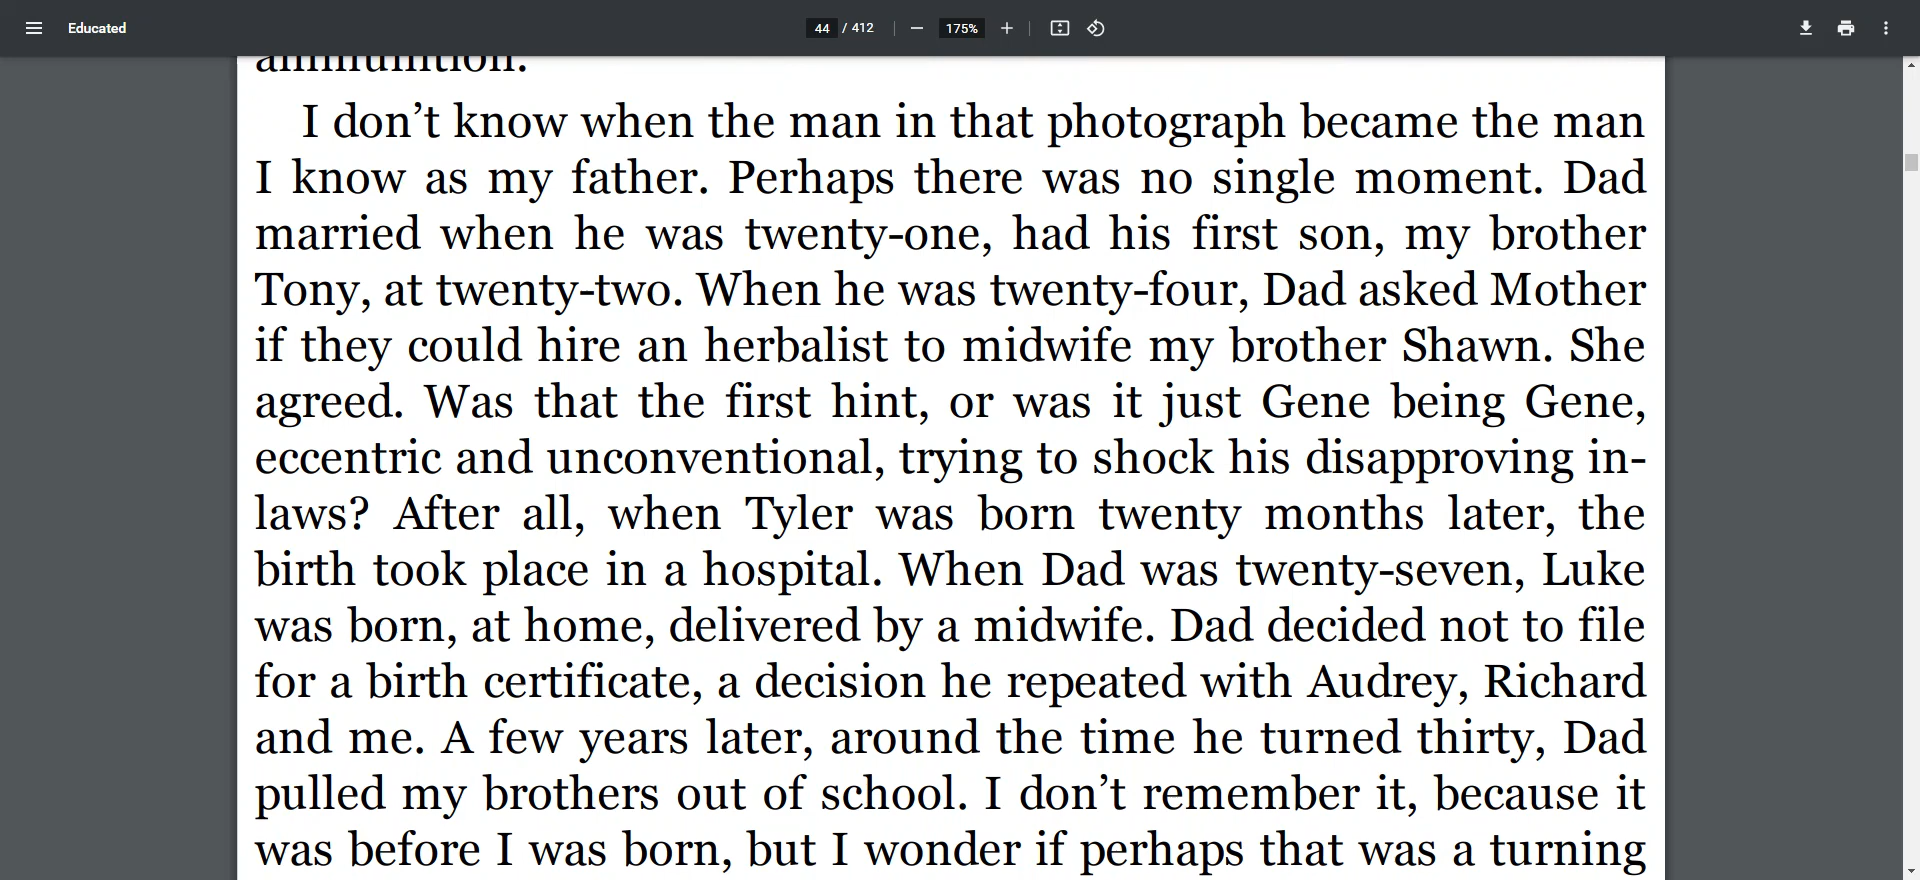 Educated
44 / 412
175%
ammunition.
I don’t know when the man in that photograph became the man
I know as my father. Perhaps there was no single moment. Dad
married when he was twenty-one, had his first son, my brother
Tony, at twenty-two. When he was twenty-four, Dad asked Mother
if they could hire an herbalist to midwife my brother Shawn. She
agreed. Was that the first hint, or was it just Gene being Gene,
eccentric and unconventional, trying to shock his disapproving in-
laws? After all, when Tyler was born twenty months later, the
birth took place in a hospital. When Dad was twenty-seven, Luke
was born, at home, delivered by a midwife. Dad decided not to file
for a birth certificate, a decision he repeated with Audrey, Richard
and me. A few years later, around the time he turned thirty, Dad
pulled my brothers out of school. I don’t remember it, because it
was before I was born, but I wonder if perhaps that was a turning